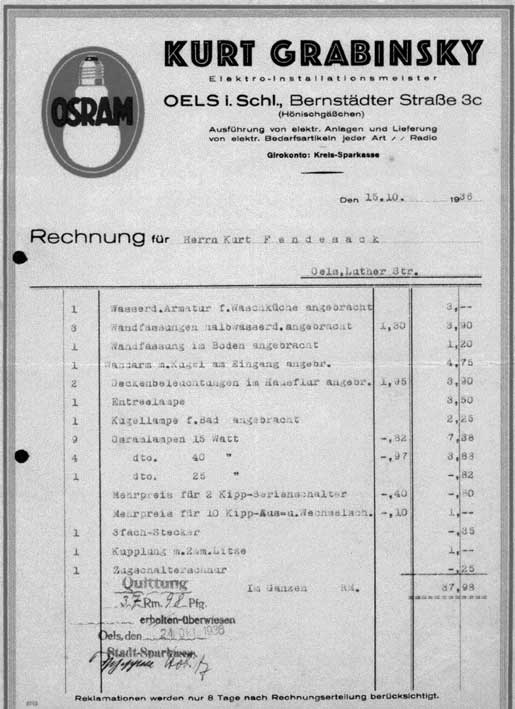 KURT GRABINSKY
Elektro-Installationsmeister
OSRAM
OELS i. Schl., Bernstädter Straße 3c
(Hönischgäßchen)
Ausführung von elektr. Anlagen und Lieferung
von elektr. Bedarfsartikeln jeder Art // Radio
Girokonto: Kreis-Sparkasse
Den 15.10. 1936
Rechnung für Herrn Kurt Fendesack
Oels, Luther Str.
1 Wasserd.Armatur f.Waschküche angebracht 3,--
3 Wandfassungen halbwasserd.angebracht 1,30 3,90
1 Wandfassung im Boden angebracht 1,20
1 Wandarm m.Kugel am Eingang angebr. 4,75
2 Deckenbeleuchtungen im Hausflur angebr. 1,95 3,90
1 Entreelampe 3,50
1 Kugellampe f.Bad angebracht 2,25
9 Osramlampen 15 Watt -,82 7,38
4 dto. 40 " -,97 3,88
1 dto. 25 " -,82
Mehrpreis für 2 Kipp-Serienschalter -,40 -,80
Mehrpreis für 10 Kipp-Aus-u.Wechselsch. -,10 1,--
1 3fach-Stecker -,35
1 Kupplung m.2xm.Litze 1,--
1 Zugschalterschnur -,25
Quittung
Im Ganzen RM. 37,98
37 Rm. 98 Pfg.
erhalten-überwiesen
Oels, den 24. Okt. 1936
Stadt-Sparkasse
Reklamationen werden nur 8 Tage nach Rechnungserteilung berücksichtigt.